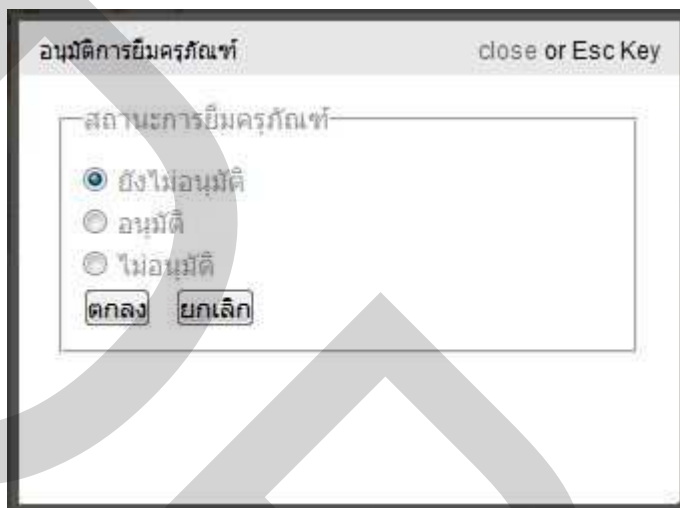 อนุมัติการยืมครุภัณฑ์ close or Esc Key
สถานะการยืมครุภัณฑ์
ยังไม่อนุมัติ
อนุมัติ
ไม่อนุมัติ
ตกลง ยกเลิก